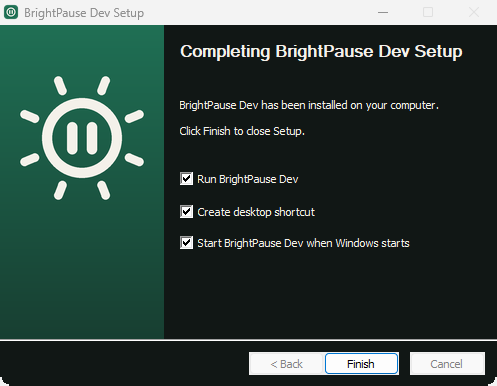 BrightPause Dev Setup
Completing BrightPause Dev Setup
BrightPause Dev has been installed on your computer.
Click Finish to close Setup.
Run BrightPause Dev
Create desktop shortcut
Start BrightPause Dev when Windows starts
< Back Finish Cancel